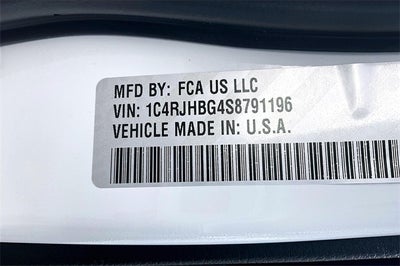 MFD BY: FCA US LLC
VIN: 1C4RJHBG4S8791196
VEHICLE MADE IN: U.S.A.